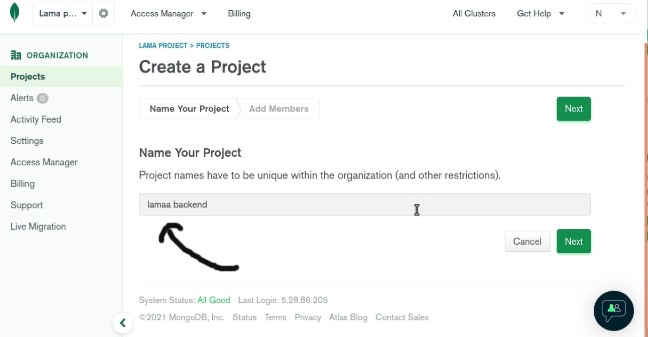 Lama p...
Access Manager
Billing
All Clusters
Get Help
N
ORGANIZATION
Projects
Alerts 0
Activity Feed
Settings
Access Manager
Billing
Support
Live Migration
LAMA PROJECT > PROJECTS
Create a Project
Name Your Project
Add Members
Next
Name Your Project
Project names have to be unique within the organization (and other restrictions).
lamaa backend
Cancel
Next
System Status: All Good Last Login: 5.28.86.205
©2021 MongoDB, Inc. Status Terms Privacy Atlas Blog Contact Sales